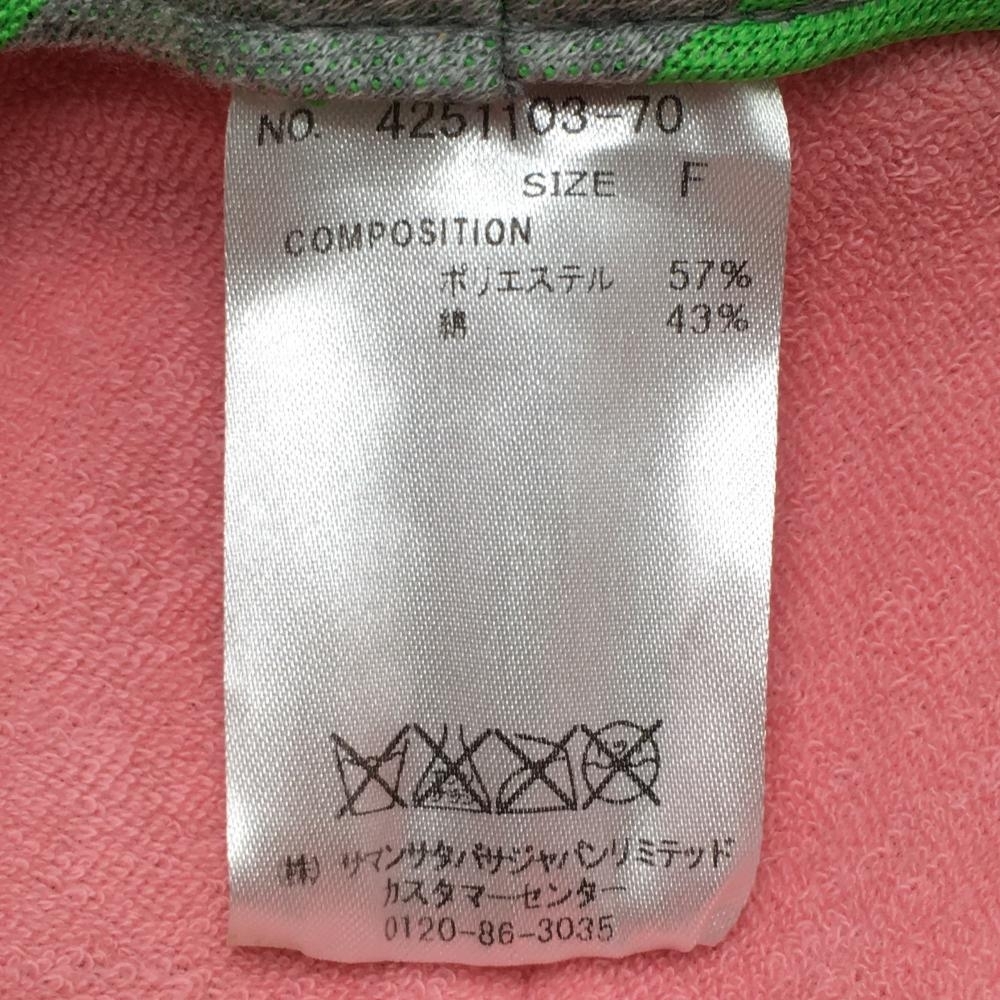 NO. 4251103-70
SIZE F
COMPOSITION
ポリエステル 57%
綿 43%
(株) サマンサタバサジャパンリミテッド
カスタマーセンター
0120-86-3035